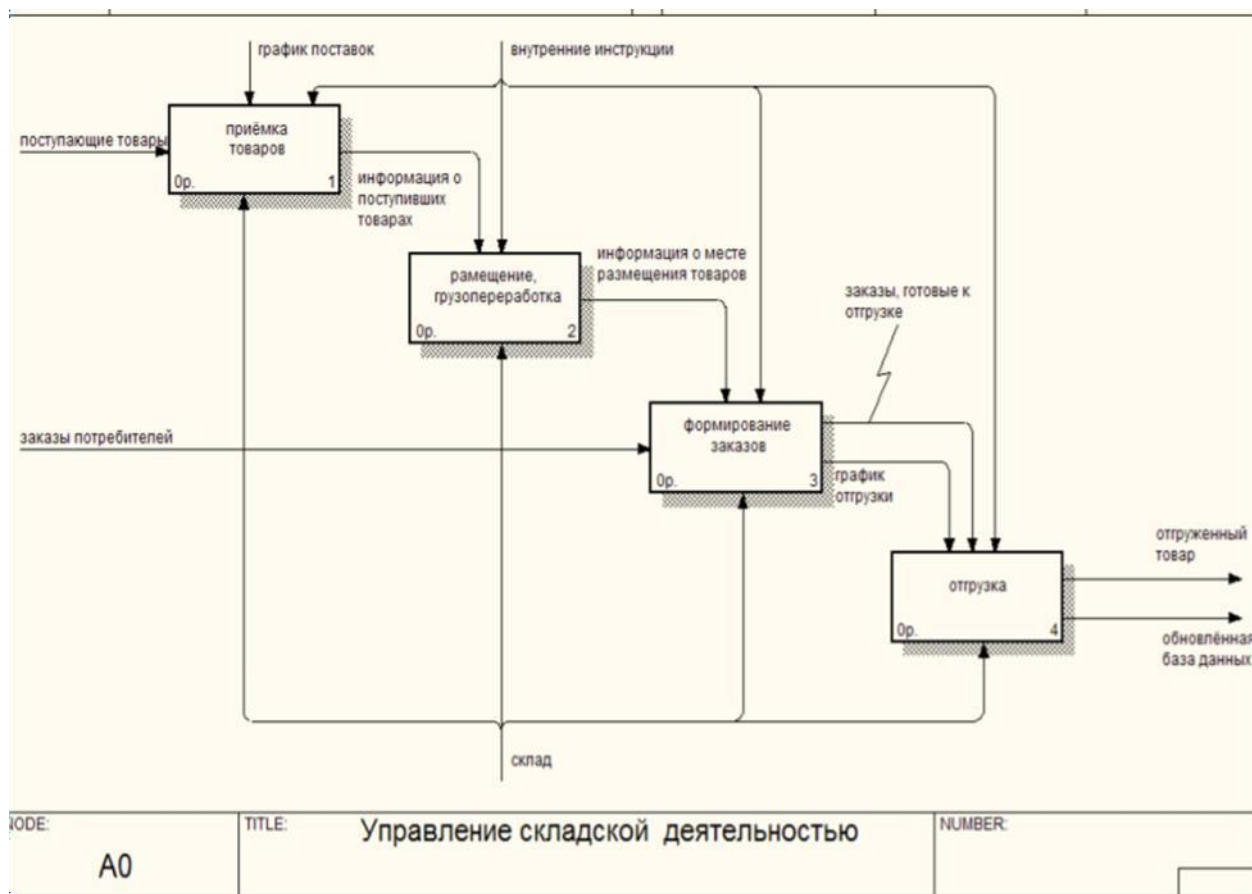 график поставок
внутренние инструкции
поступающие товары
приёмка
товаров
0р.
1
информация о
поступивших
товарах
рамещение,
грузопереработка
0р.
2
информация о месте
размещения товаров
заказы, готовые к
отгрузке
заказы потребителей
формирование
заказов
0р.
3
график
отгрузки
отгрузка
0р.
4
отгруженный
товар
обновлённая
база данных
склад
NODE:
A0
TITLE:
Управление складской деятельностью
NUMBER: